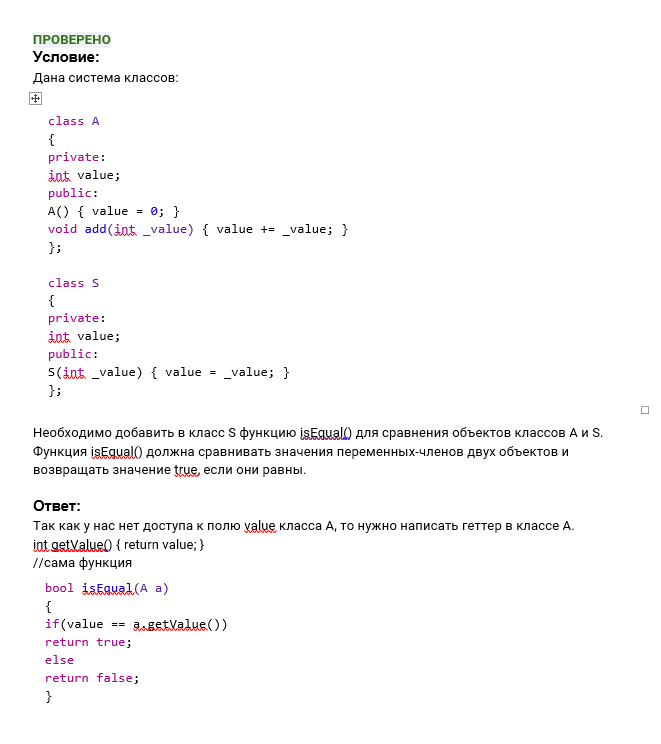 ПРОВЕРЕНО
Условие:
Дана система классов:
class A
{
private:
int value;
public:
A() { value = 0; }
void add(int _value) { value += _value; }
};
class S
{
private:
int value;
public:
S(int _value) { value = _value; }
};
Необходимо добавить в класс S функцию isEqual() для сравнения объектов классов A и S.
Функция isEqual() должна сравнивать значения переменных-членов двух объектов и
возвращать значение true, если они равны.
Ответ:
Так как у нас нет доступа к полю value класса А, то нужно написать геттер в классе А.
int getValue() { return value; }
//сама функция
bool isEqual(A a)
{
if(value == a.getValue())
return true;
else
return false;
}